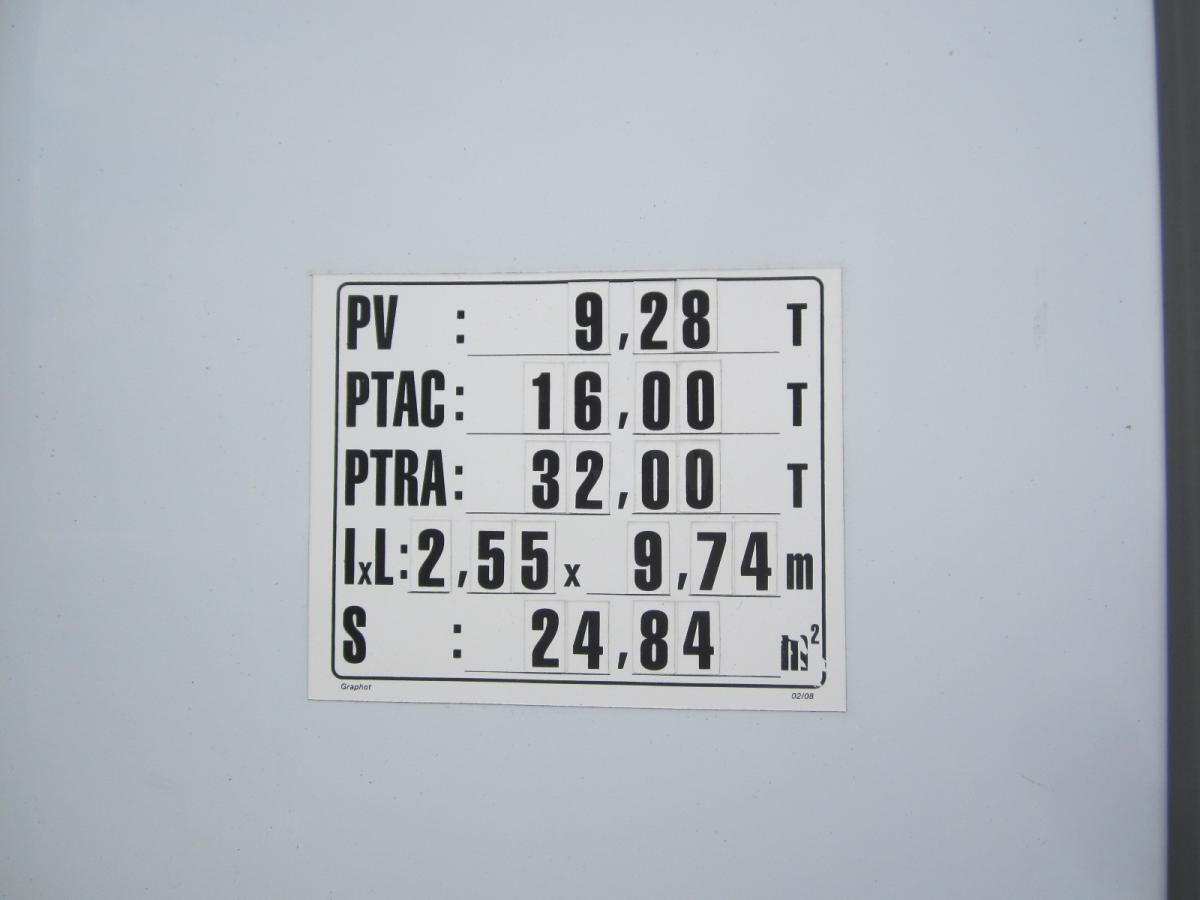 PV : 9,28 T
PTAC : 16,00 T
PTRA : 32,00 T
lxL : 2,55 x 9,74 m
S : 24,84 m²
Graphot 02/08